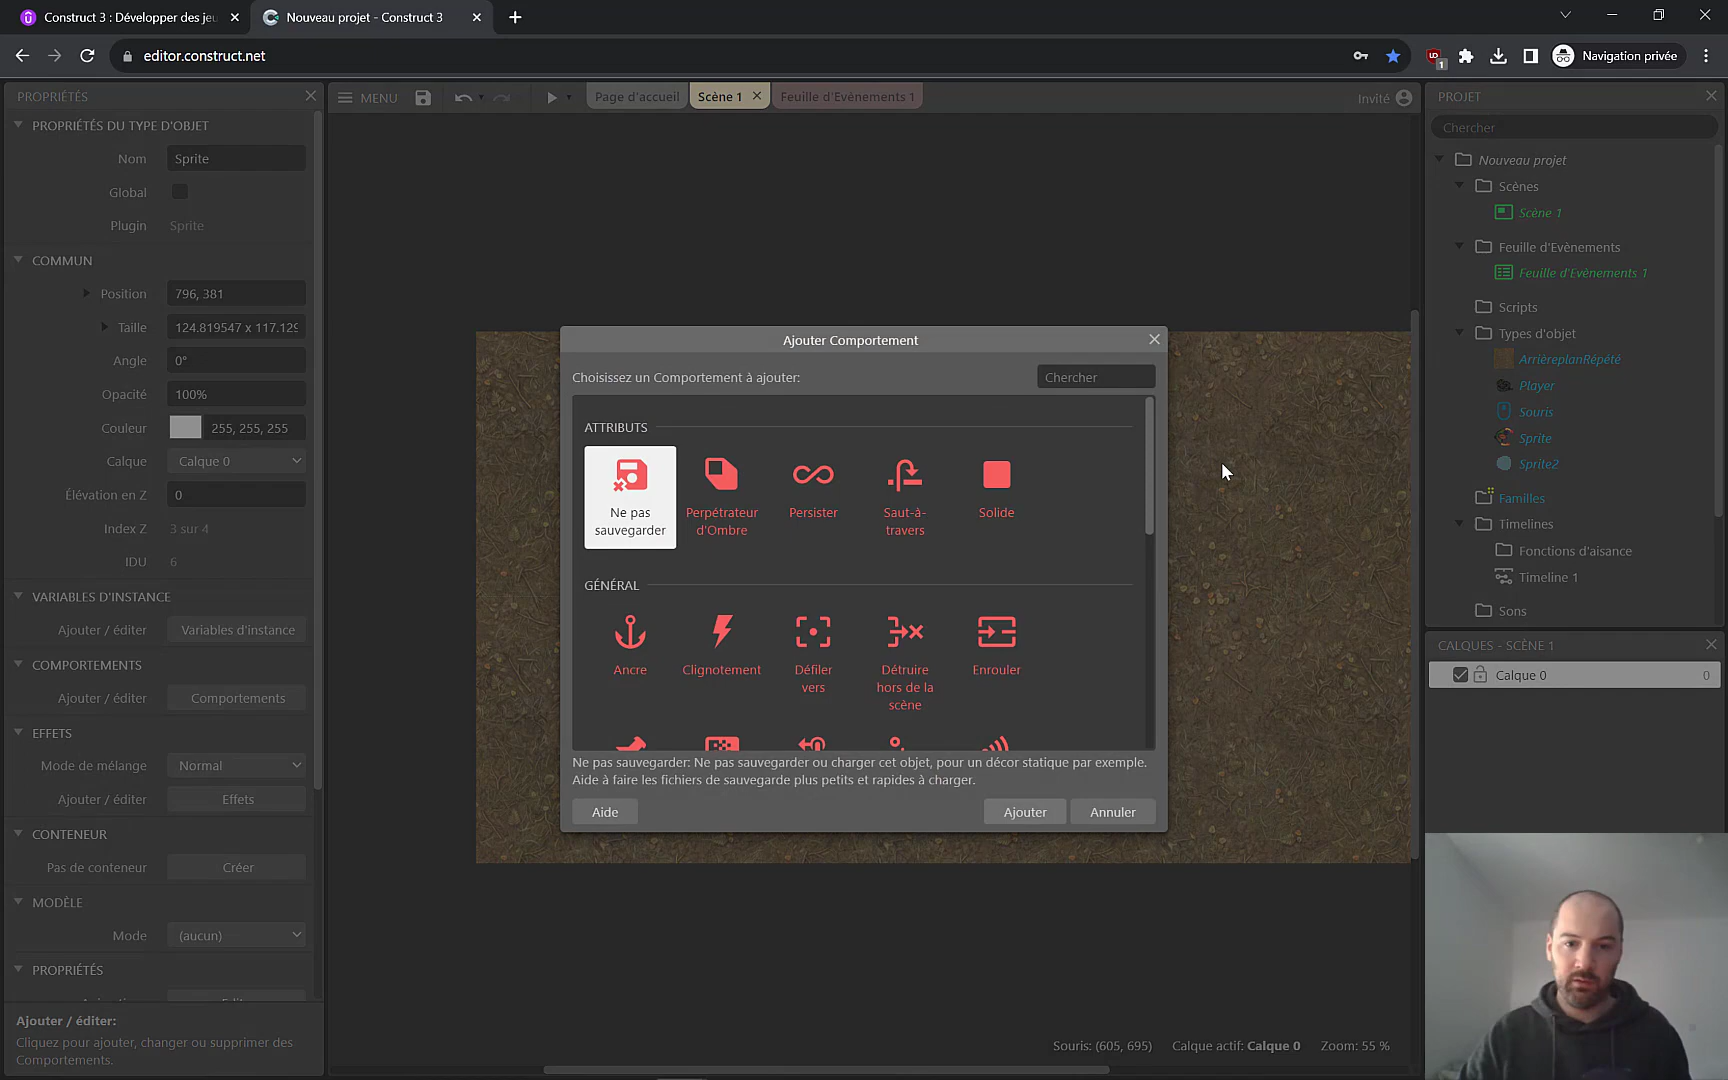 Construct 3 : Développer des jeu
Nouveau projet - Construct 3
editor.construct.net
1
Navigation privée
PROPRIÉTÉS
PROPRIÉTÉS DU TYPE D'OBJET
Nom
Sprite
Global
Plugin
Sprite
COMMUN
Position
796, 381
Taille
124.819547 x 117.129
Angle
0°
Opacité
100%
Couleur
255, 255, 255
Calque
Calque 0
Élévation en Z
0
Index Z
3 sur 4
IDU
6
VARIABLES D'INSTANCE
Ajouter / éditer
Variables d'instance
COMPORTEMENTS
Ajouter / éditer
Comportements
EFFETS
Mode de mélange
Normal
Ajouter / éditer
Effets
CONTENEUR
Pas de conteneur
Créer
MODÈLE
Mode
(aucun)
PROPRIÉTÉS
Ajouter / éditer:
Cliquez pour ajouter, changer ou supprimer des
Comportements.
MENU
Page d'accueil
Scène 1
Feuille d'Evènements 1
Invité
Ajouter Comportement
Choisissez un Comportement à ajouter:
Chercher
ATTRIBUTS
Ne pas
sauvegarder
Perpétrateur
d'Ombre
Persister
Saut-à-
travers
Solide
GÉNÉRAL
Ancre
Clignotement
Défiler
vers
Détruire
hors de la
scène
Enrouler
Ne pas sauvegarder: Ne pas sauvegarder ou charger cet objet, pour un décor statique par exemple.
Aide à faire les fichiers de sauvegarde plus petits et rapides à charger.
Aide
Ajouter
Annuler
Souris: (605, 695)
Calque actif: Calque 0
Zoom: 55 %
PROJET
Chercher
Nouveau projet
Scènes
Scène 1
Feuille d'Evènements
Feuille d'Evènements 1
Scripts
Types d'objet
ArrièreplanRépété
Player
Souris
Sprite
Sprite2
Familles
Timelines
Fonctions d'aisance
Timeline 1
Sons
CALQUES - SCÈNE 1
Calque 0
0